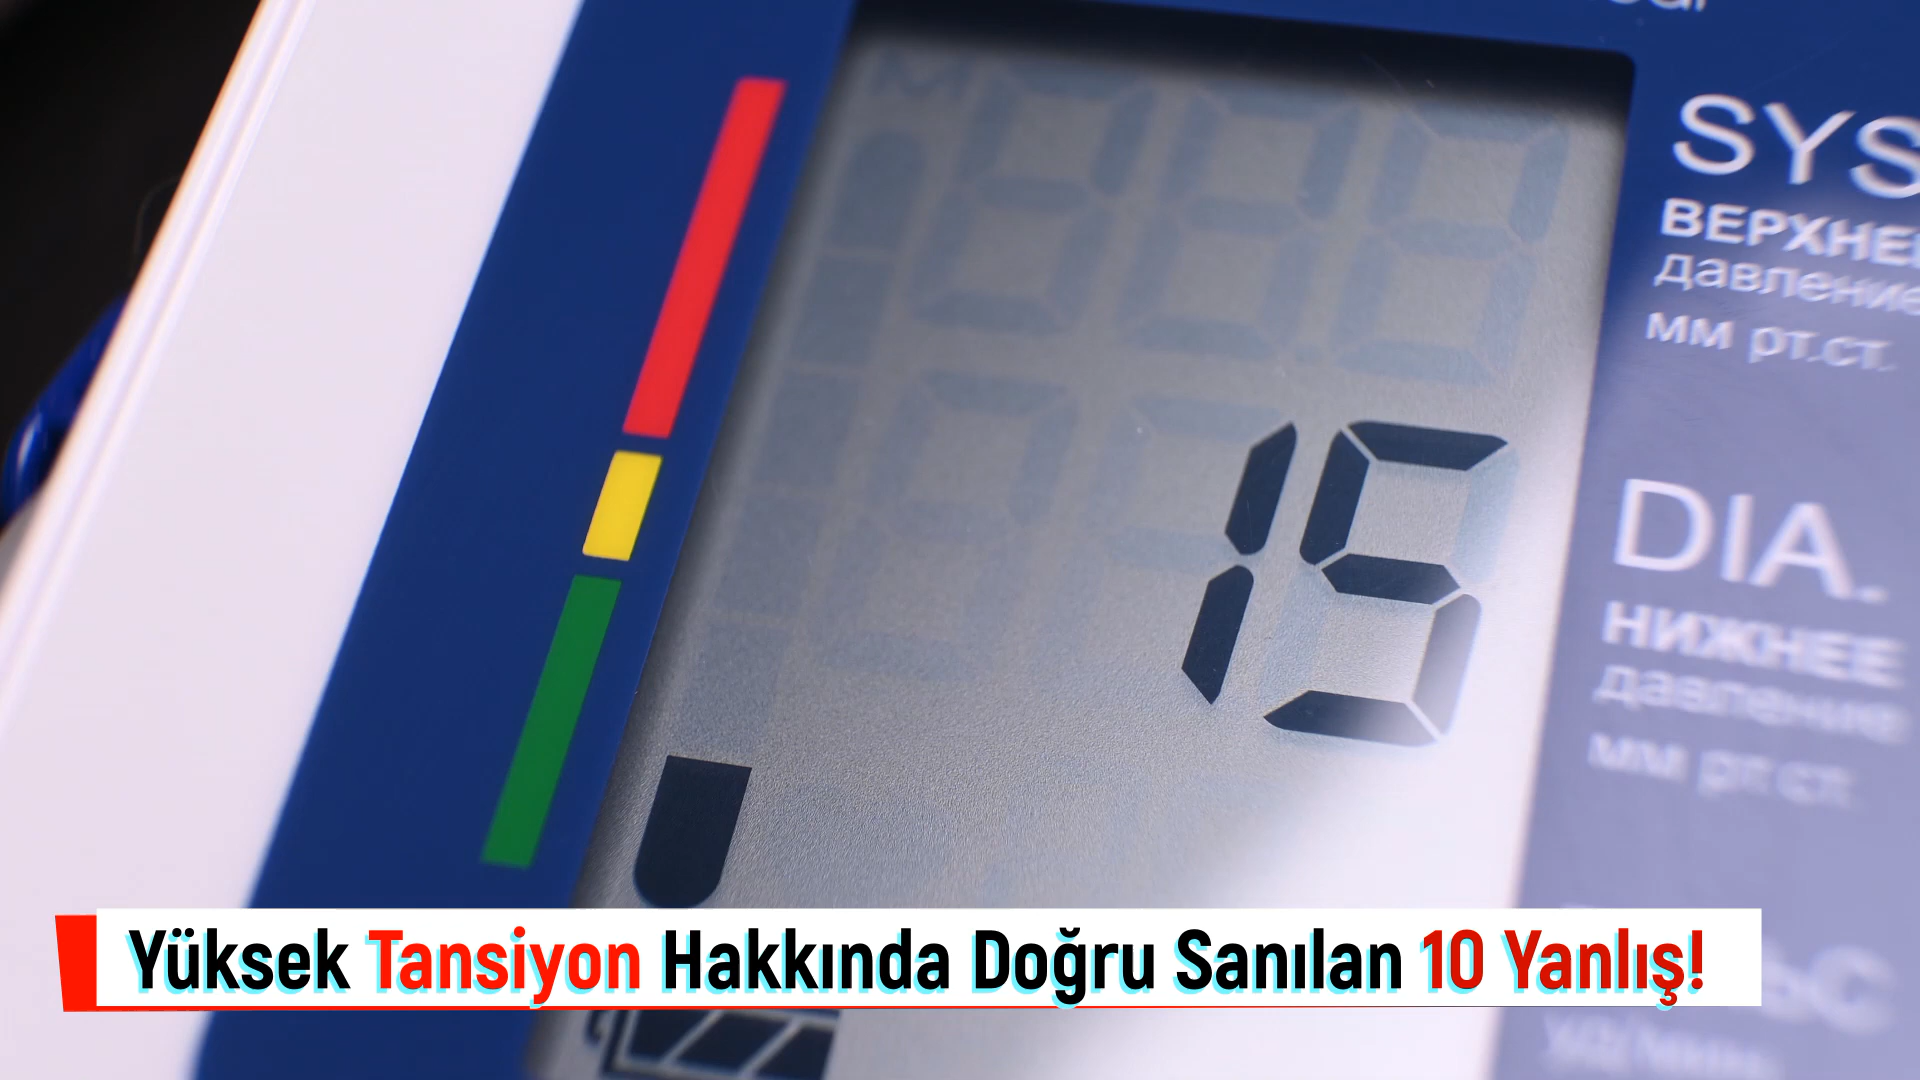 SYS
ВЕРХНЕЕ
давление
мм рт.ст.
15
DIA.
НИЖНЕЕ
давление
мм рт.ст.
Yüksek Tansiyon Hakkında Doğru Sanılan 10 Yanlış!